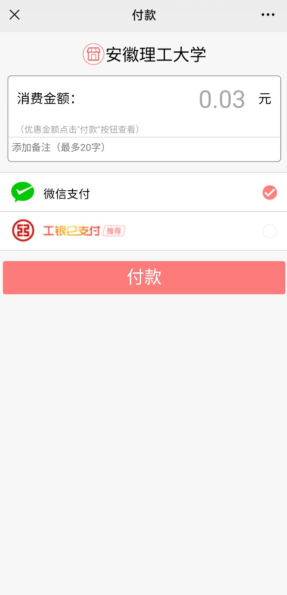 付款
安徽理工大学
消费金额： 0.03 元
（优惠金额点击"付款"按钮查看）
添加备注（最多20字）
微信支付
工银e支付 推荐
付款